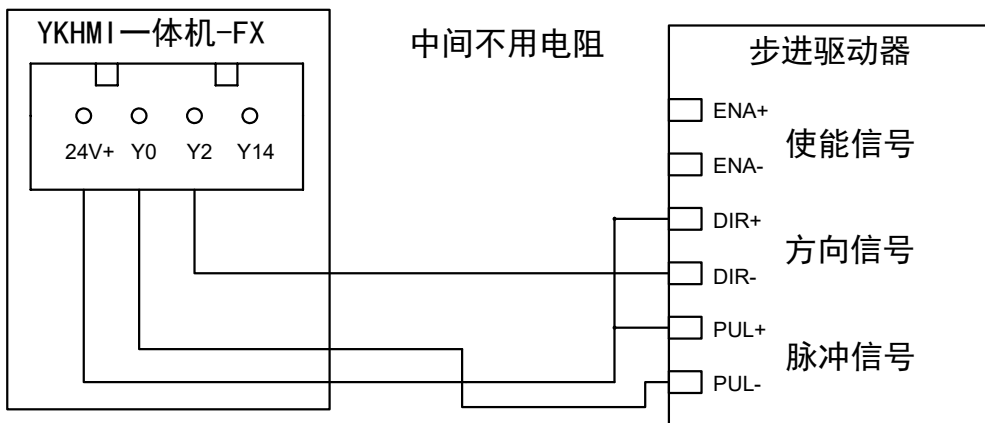 YKHMI一体机-FX
24V+ Y0 Y2 Y14
中间不用电阻
步进驱动器
ENA+
使能信号
ENA-
DIR+
方向信号
DIR-
PUL+
脉冲信号
PUL-